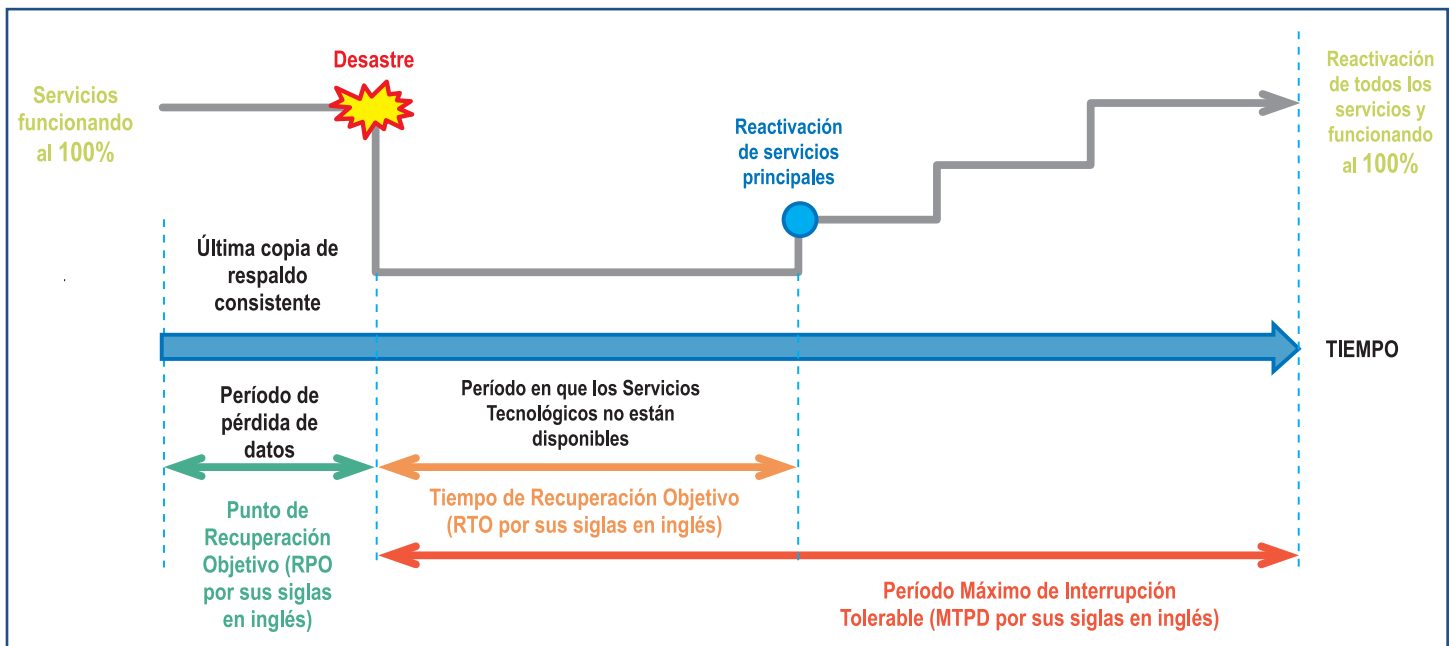 Desastre
Servicios
funcionando
al 100%
Reactivación
de servicios
principales
Reactivación
de todos los
servicios y
funcionando
al 100%
Última copia de
respaldo
consistente
TIEMPO
Período de
pérdida de
datos
Período en que los Servicios
Tecnológicos no están
disponibles
Punto de
Recuperación
Objetivo (RPO
por sus siglas
en inglés)
Tiempo de Recuperación Objetivo
(RTO por sus siglas en inglés)
Período Máximo de Interrupción
Tolerable (MTPD por sus siglas en inglés)